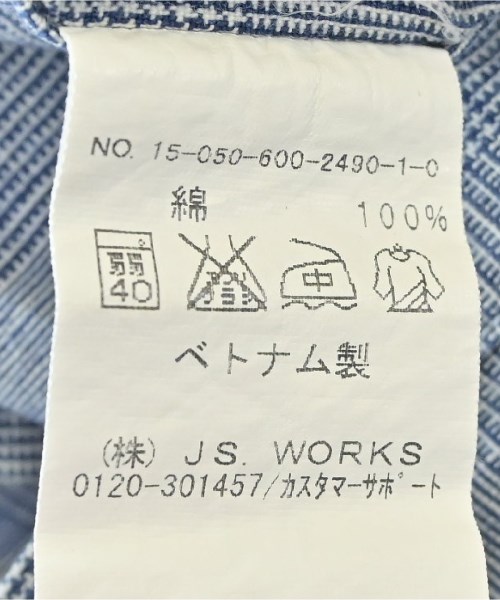 NO. 15-050-600-2490-1-0
綿 100%
弱 40 中
ベトナム製
(株) JS. WORKS
0120-301457/ｶｽﾀﾏｰｻﾎﾟｰﾄ